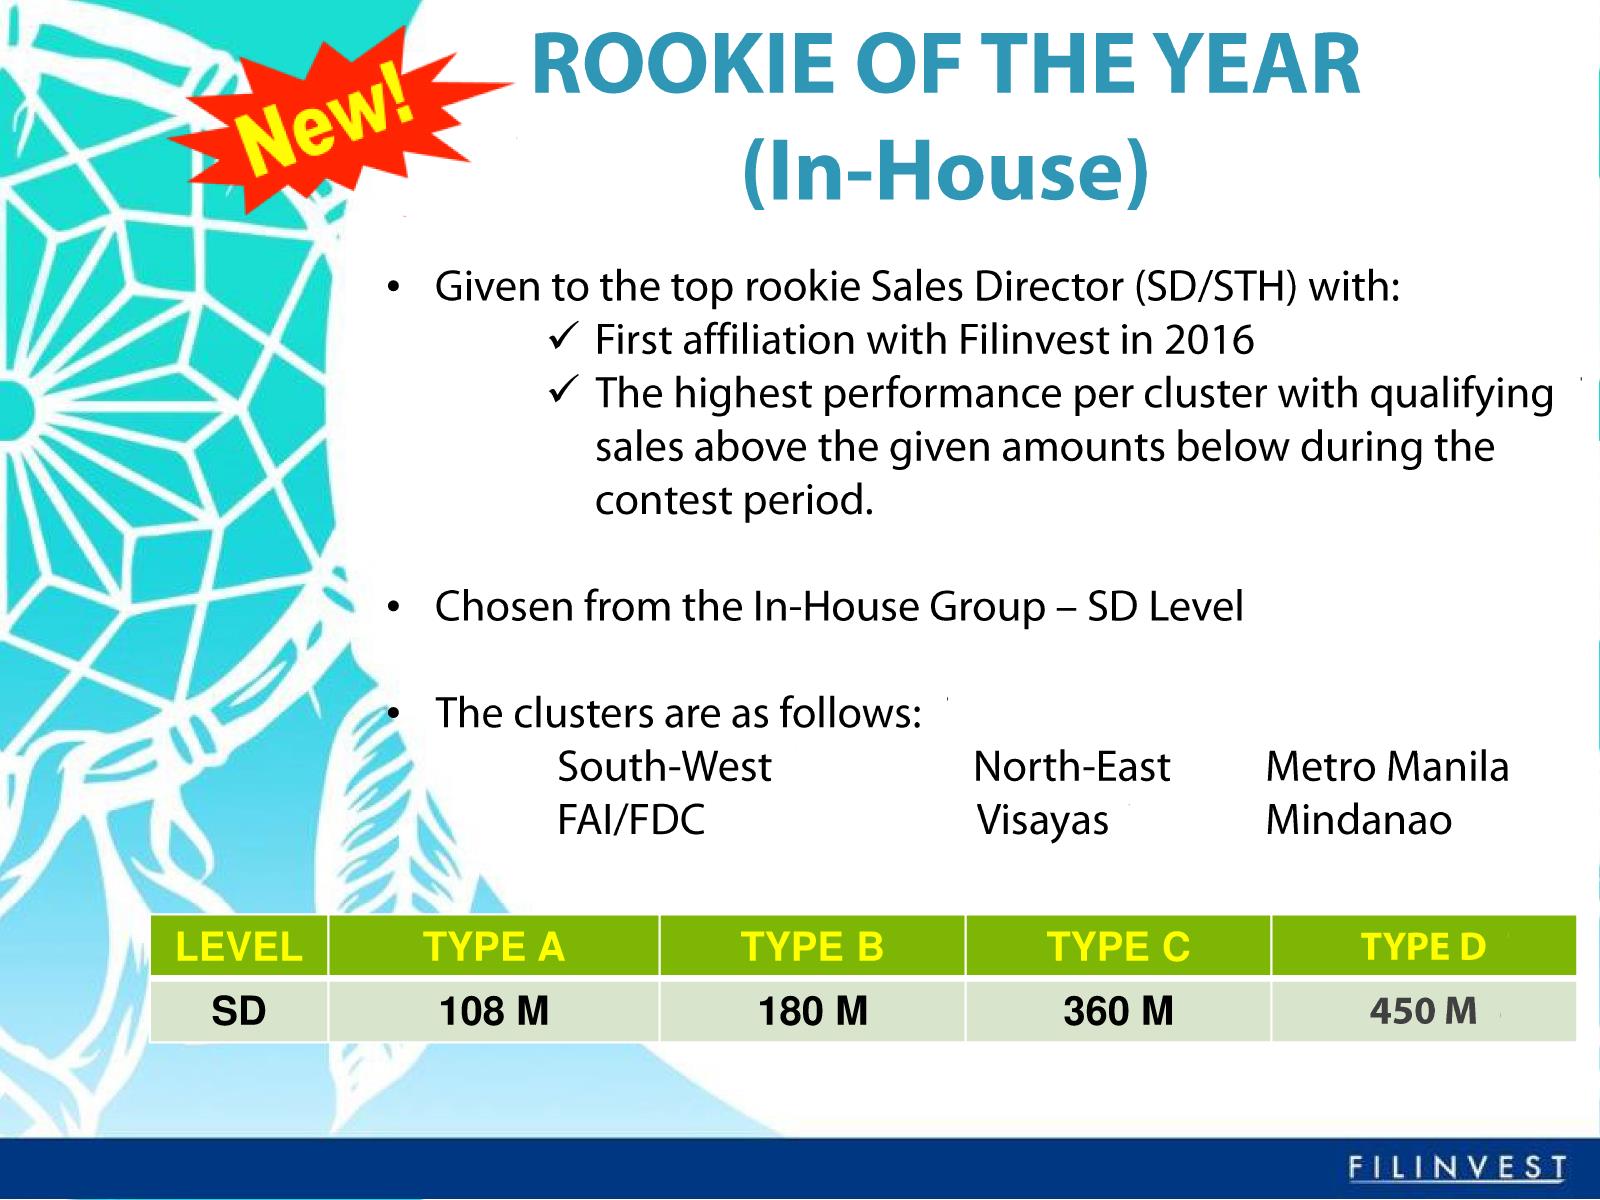 New!
ROOKIE OF THE YEAR
(In-House)
• Given to the top rookie Sales Director (SD/STH) with:
✓ First affiliation with Filinvest in 2016
✓ The highest performance per cluster with qualifying
sales above the given amounts below during the
contest period.
• Chosen from the In-House Group – SD Level
• The clusters are as follows:
South-West North-East Metro Manila
FAI/FDC Visayas Mindanao
LEVEL TYPE A TYPE B TYPE C TYPE D
SD 108 M 180 M 360 M 450 M
FILINVEST